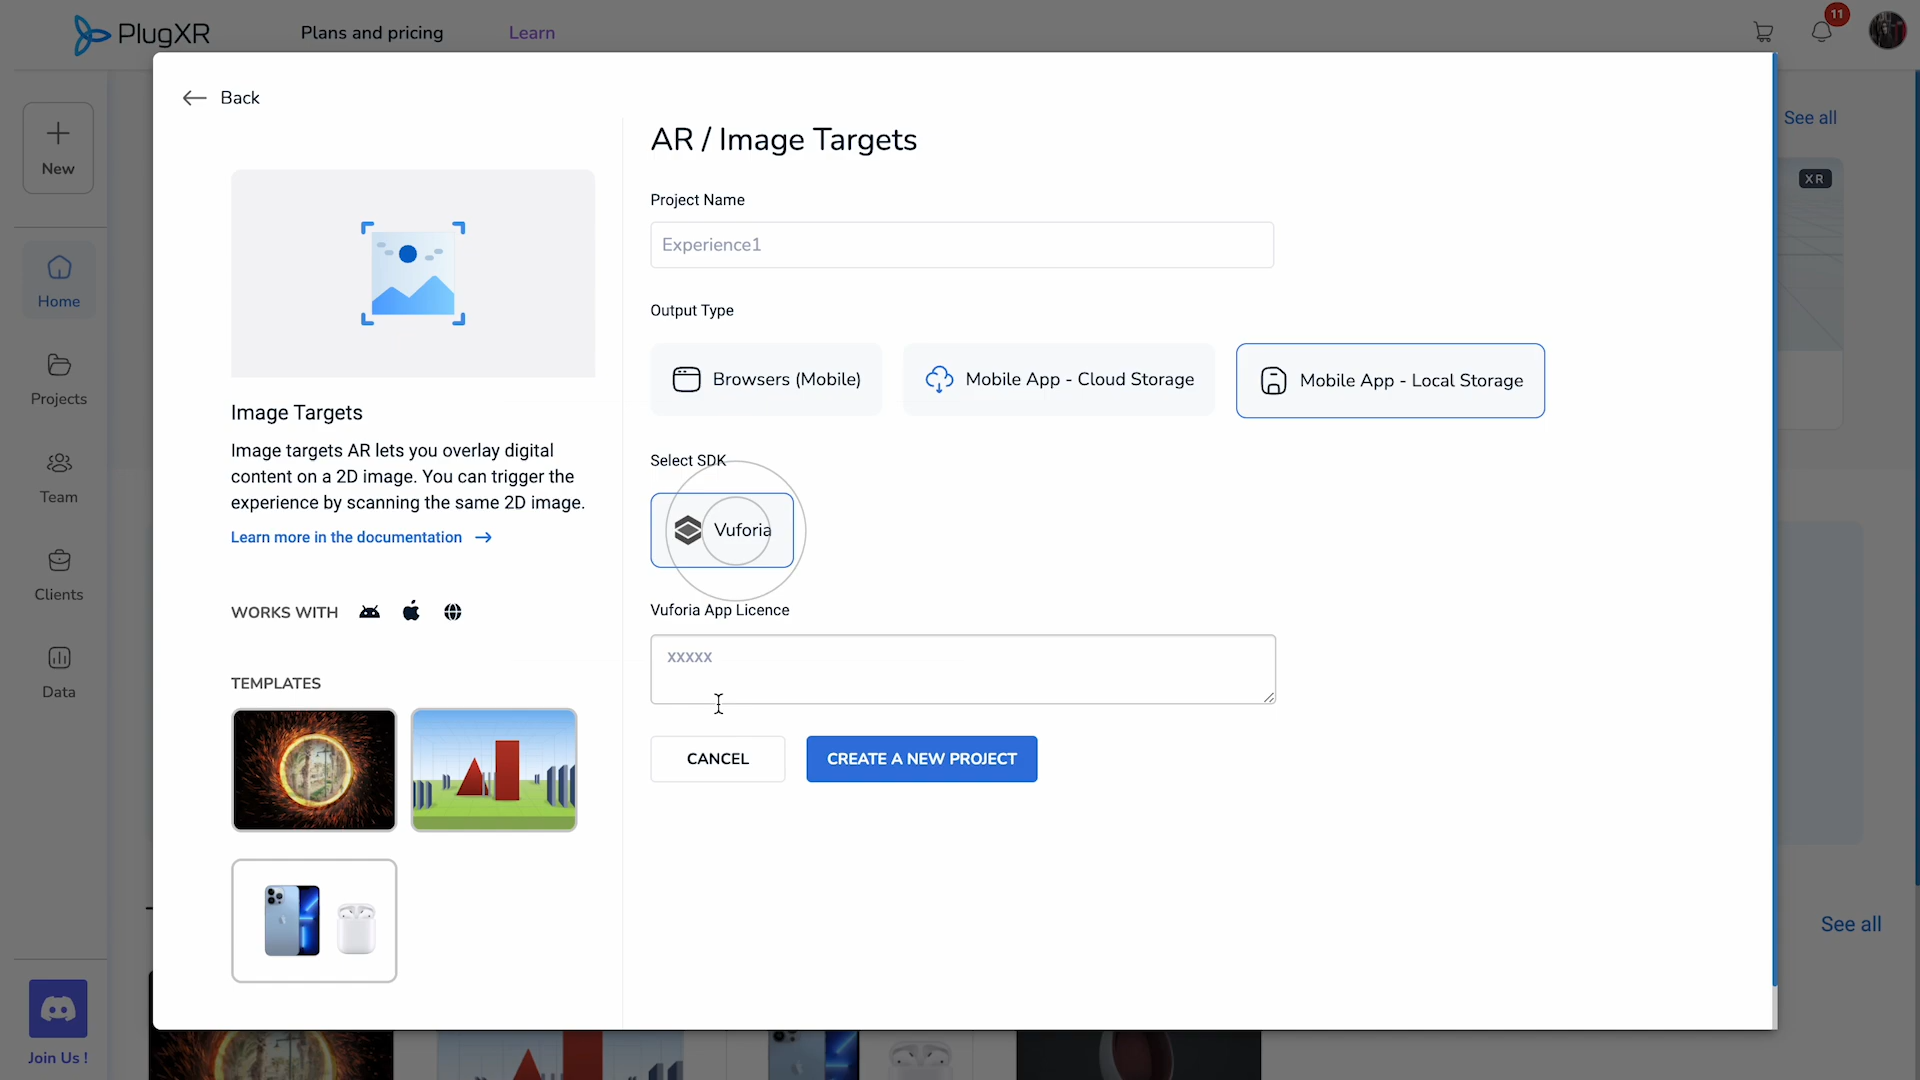 PlugXR
Plans and pricing
Learn
11
Back
New
Home
Projects
Team
Clients
Data
Join Us !
Image Targets
Image targets AR lets you overlay digital
content on a 2D image. You can trigger the
experience by scanning the same 2D image.
Learn more in the documentation
WORKS WITH
TEMPLATES
AR / Image Targets
Project Name
Experience1
Output Type
Browsers (Mobile)
Mobile App - Cloud Storage
Mobile App - Local Storage
Select SDK
Vuforia
Vuforia App Licence
xxxxx
CANCEL
CREATE A NEW PROJECT
See all
XR
See all